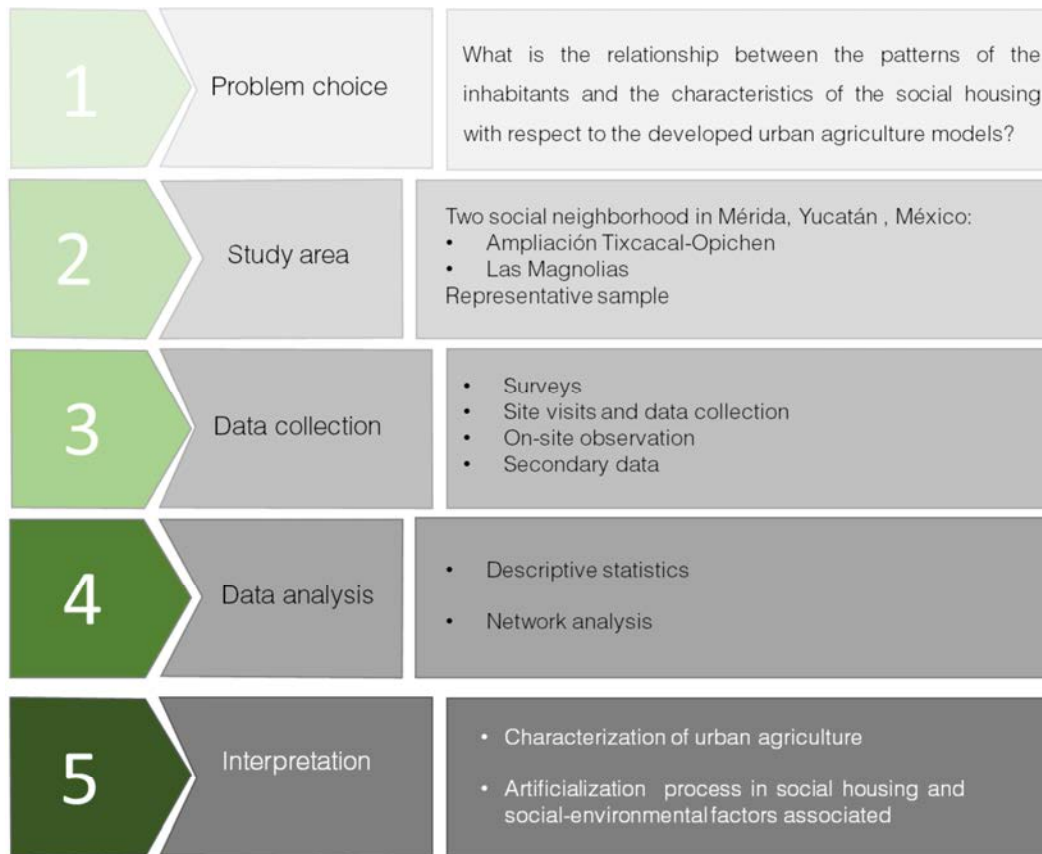 1
Problem choice
What is the relationship between the patterns of the
inhabitants and the characteristics of the social housing
with respect to the developed urban agriculture models?
2
Study area
Two social neighborhood in Mérida, Yucatán , México:
• Ampliación Tixcacal-Opichen
• Las Magnolias
Representative sample
3
Data collection
• Surveys
• Site visits and data collection
• On-site observation
• Secondary data
4
Data analysis
• Descriptive statistics
• Network analysis
5
Interpretation
• Characterization of urban agriculture
• Artificialization process in social housing and
social-environmental factors associated